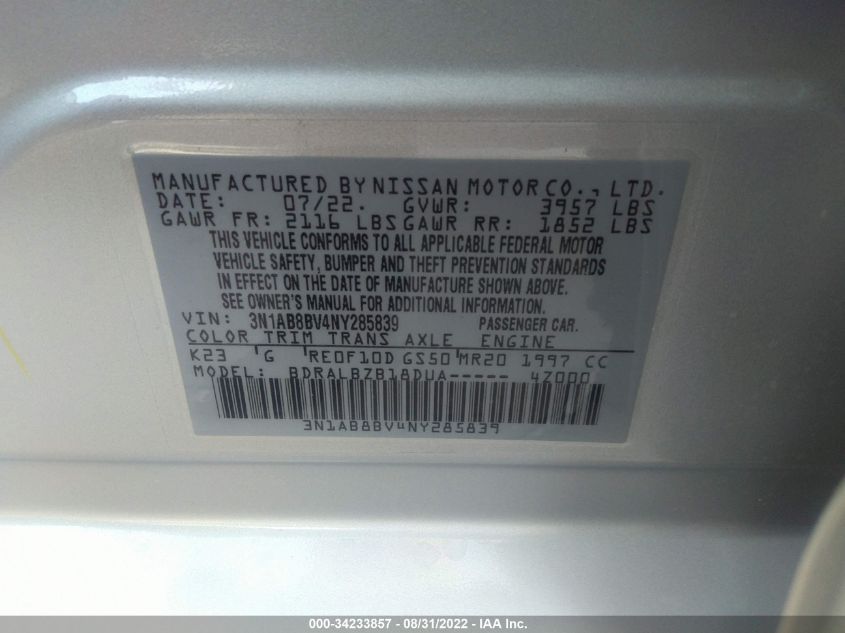 MANUFACTURED BY NISSAN MOTOR CO., LTD.
DATE: 07/22. GVWR: 3957 LBS
GAWR FR: 2116 LBS GAWR RR: 1852 LBS
THIS VEHICLE CONFORMS TO ALL APPLICABLE FEDERAL MOTOR
VEHICLE SAFETY, BUMPER AND THEFT PREVENTION STANDARDS
IN EFFECT ON THE DATE OF MANUFACTURE SHOWN ABOVE.
SEE OWNER'S MANUAL FOR ADDITIONAL INFORMATION.
VIN: 3N1AB8BV4NY285839 PASSENGER CAR.
COLOR TRIM TRANS AXLE ENGINE
K23 G RE0F10D GS50 MR20 1997 CC
MODEL: BDRALBZB18DUA----- 4Z000
3N1AB8BV4NY285839
000-34233857 - 08/31/2022 - IAA Inc.